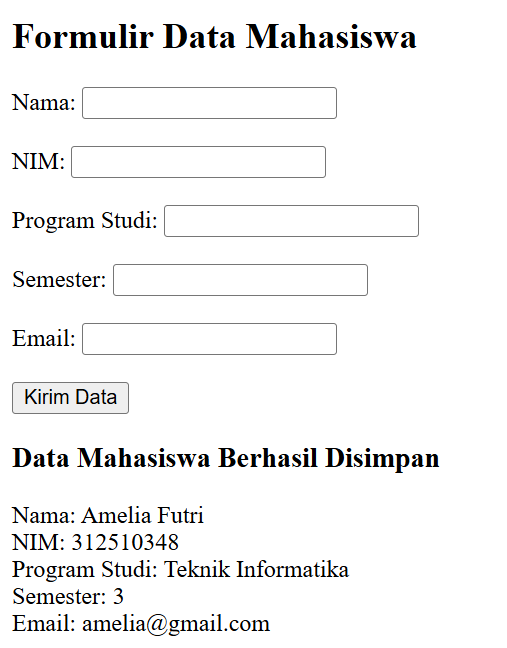 Formulir Data Mahasiswa
Nama:
NIM:
Program Studi:
Semester:
Email:
Kirim Data
Data Mahasiswa Berhasil Disimpan
Nama: Amelia Futri
NIM: 312510348
Program Studi: Teknik Informatika
Semester: 3
Email: amelia@gmail.com